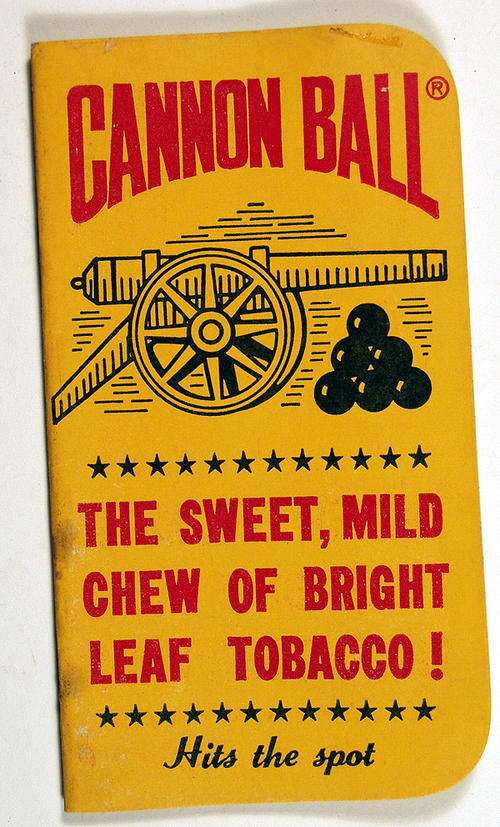 CANNON BALL®
THE SWEET, MILD
CHEW OF BRIGHT
LEAF TOBACCO!
Hits the spot